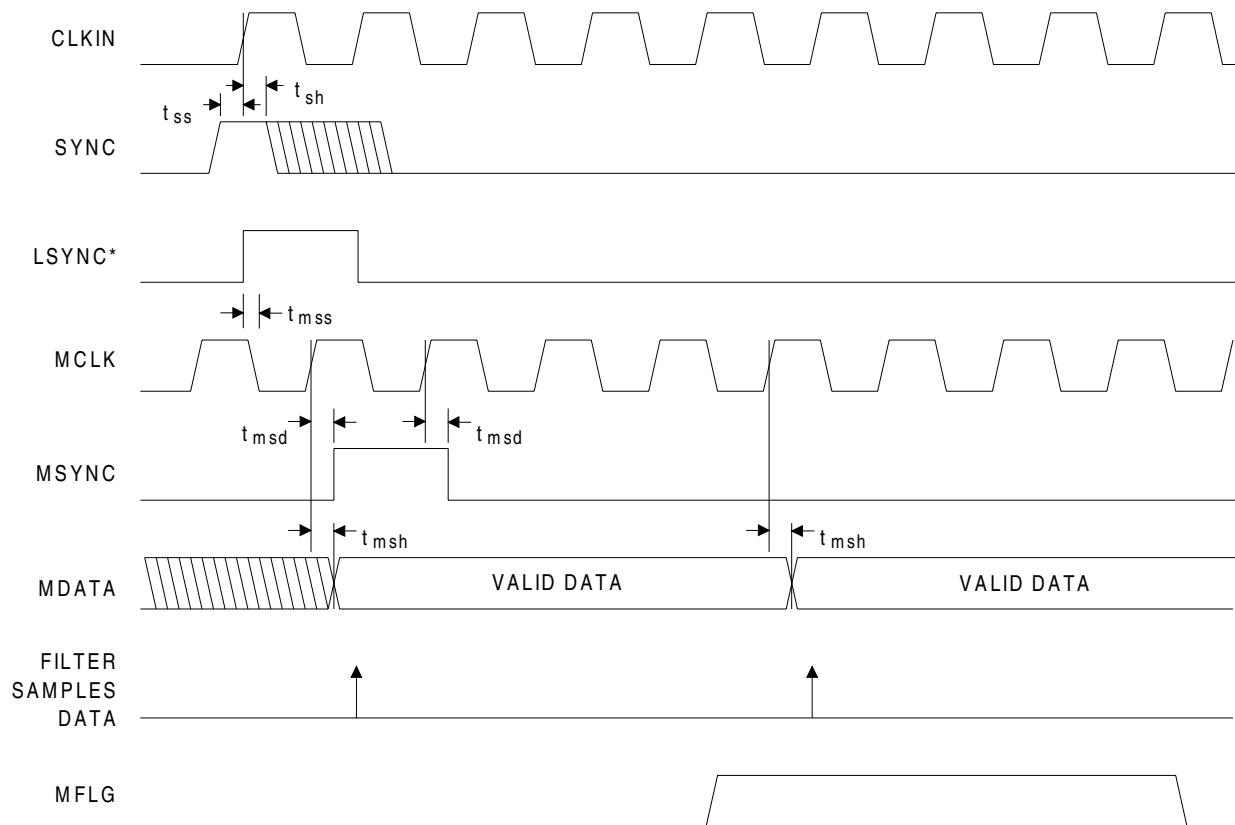 CLKIN
t sh
t ss
SYNC
LSYNC*
t mss
MCLK
t msd
t msd
MSYNC
t msh
t msh
MDATA
VALID DATA
VALID DATA
FILTER
SAMPLES
DATA
MFLG